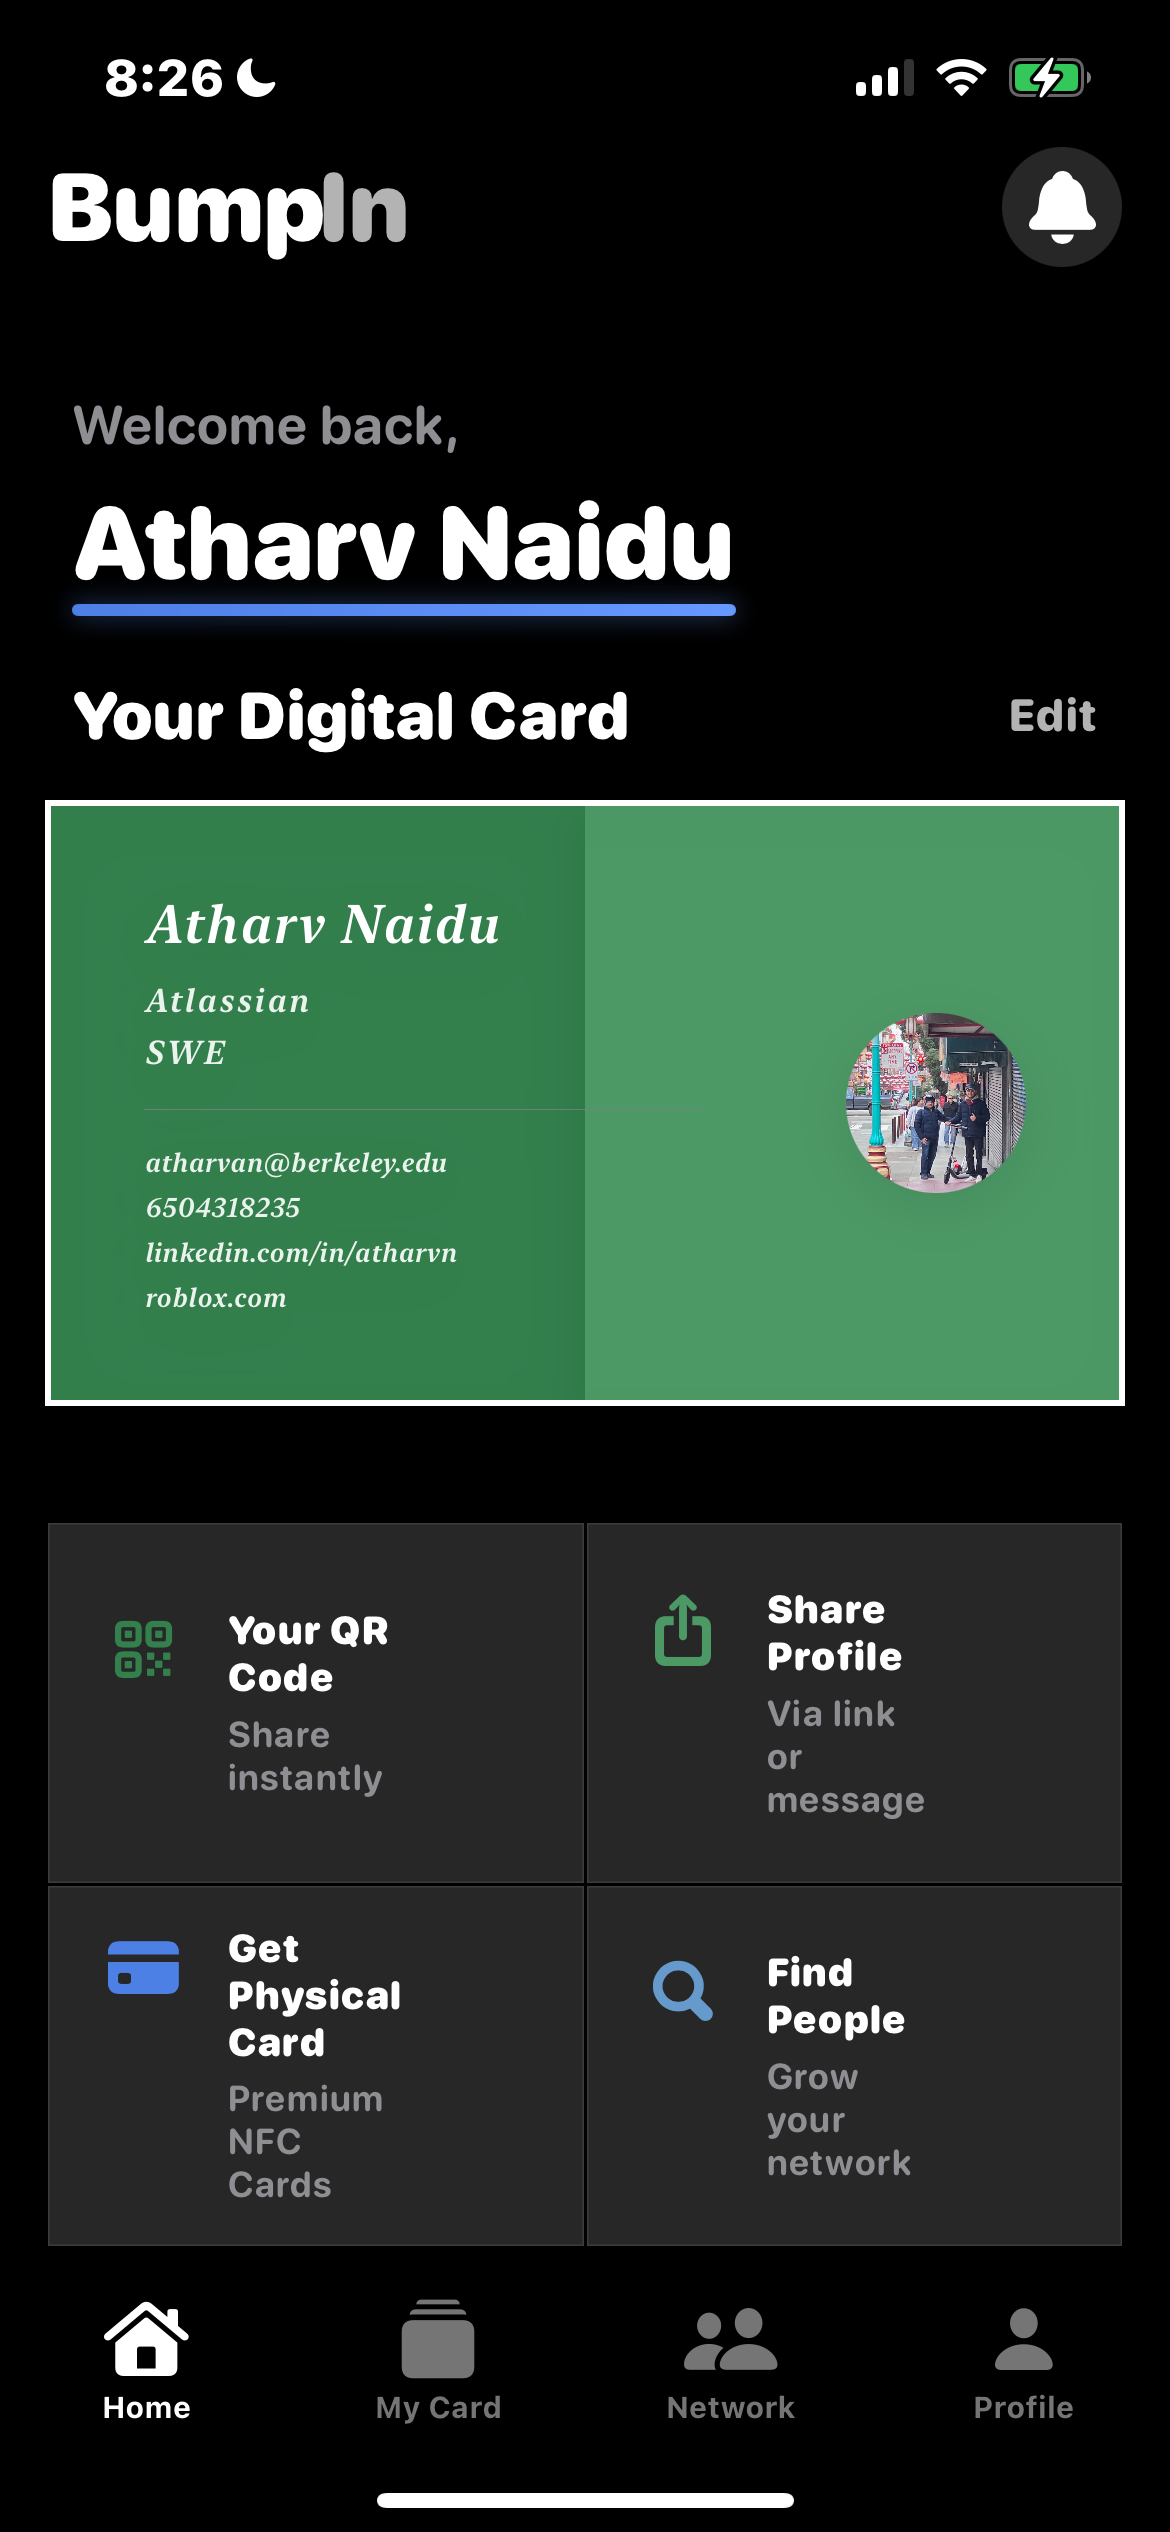 8:26
BumpIn
Welcome back,
Atharv Naidu
Your Digital Card
Edit
Atharv Naidu
Atlassian
SWE
atharvan@berkeley.edu
6504318235
linkedin.com/in/atharvn
roblox.com
Your QR
Code
Share
instantly
Share
Profile
Via link
or
message
Get
Physical
Card
Premium
NFC
Cards
Find
People
Grow
your
network
Home
My Card
Network
Profile